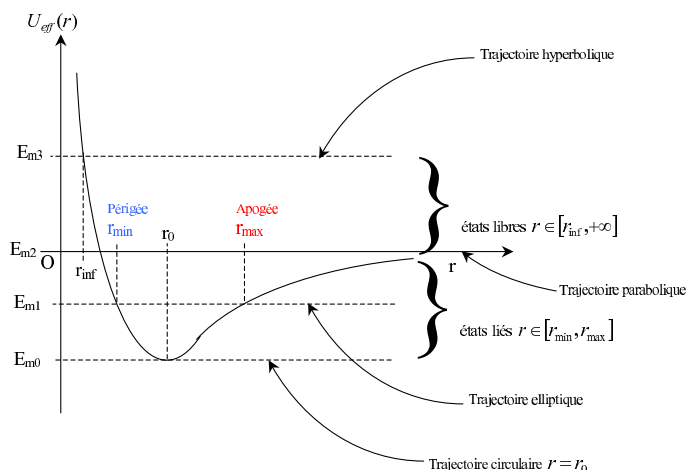 U_eff(r)
Trajectoire hyperbolique
E_m3
Périgée
r_min
r_0
Apogée
r_max
états libres r ∈ [r_inf, +∞]
E_m2
O
r_inf
r
Trajectoire parabolique
E_m1
états liés r ∈ [r_min, r_max]
E_m0
Trajectoire elliptique
Trajectoire circulaire r = r_0